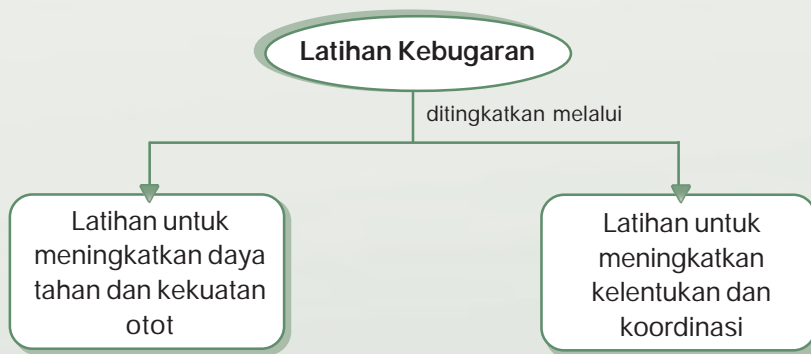 Latihan Kebugaran
ditingkatkan melalui
Latihan untuk
meningkatkan daya
tahan dan kekuatan
otot
Latihan untuk
meningkatkan
kelentukan dan
koordinasi